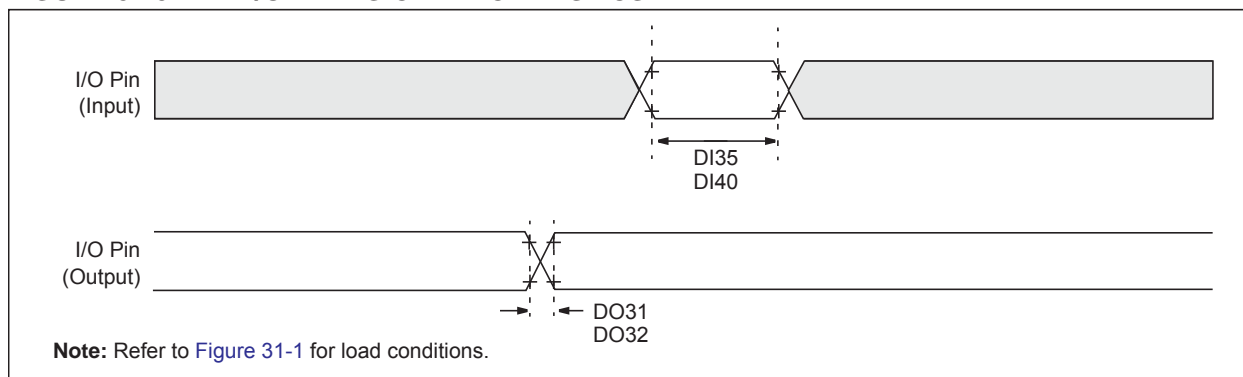 I/O Pin
(Input)
DI35
DI40
I/O Pin
(Output)
DO31
DO32
Note: Refer to Figure 31-1 for load conditions.